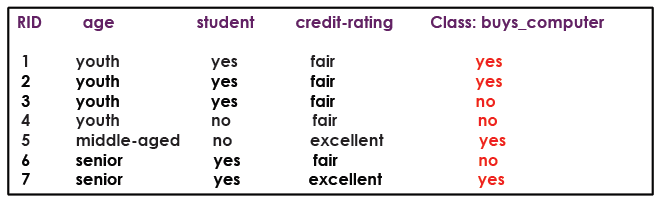 RID age student credit-rating Class: buys_computer
1 youth yes fair yes
2 youth yes fair yes
3 youth yes fair no
4 youth no fair no
5 middle-aged no excellent yes
6 senior yes fair no
7 senior yes excellent yes